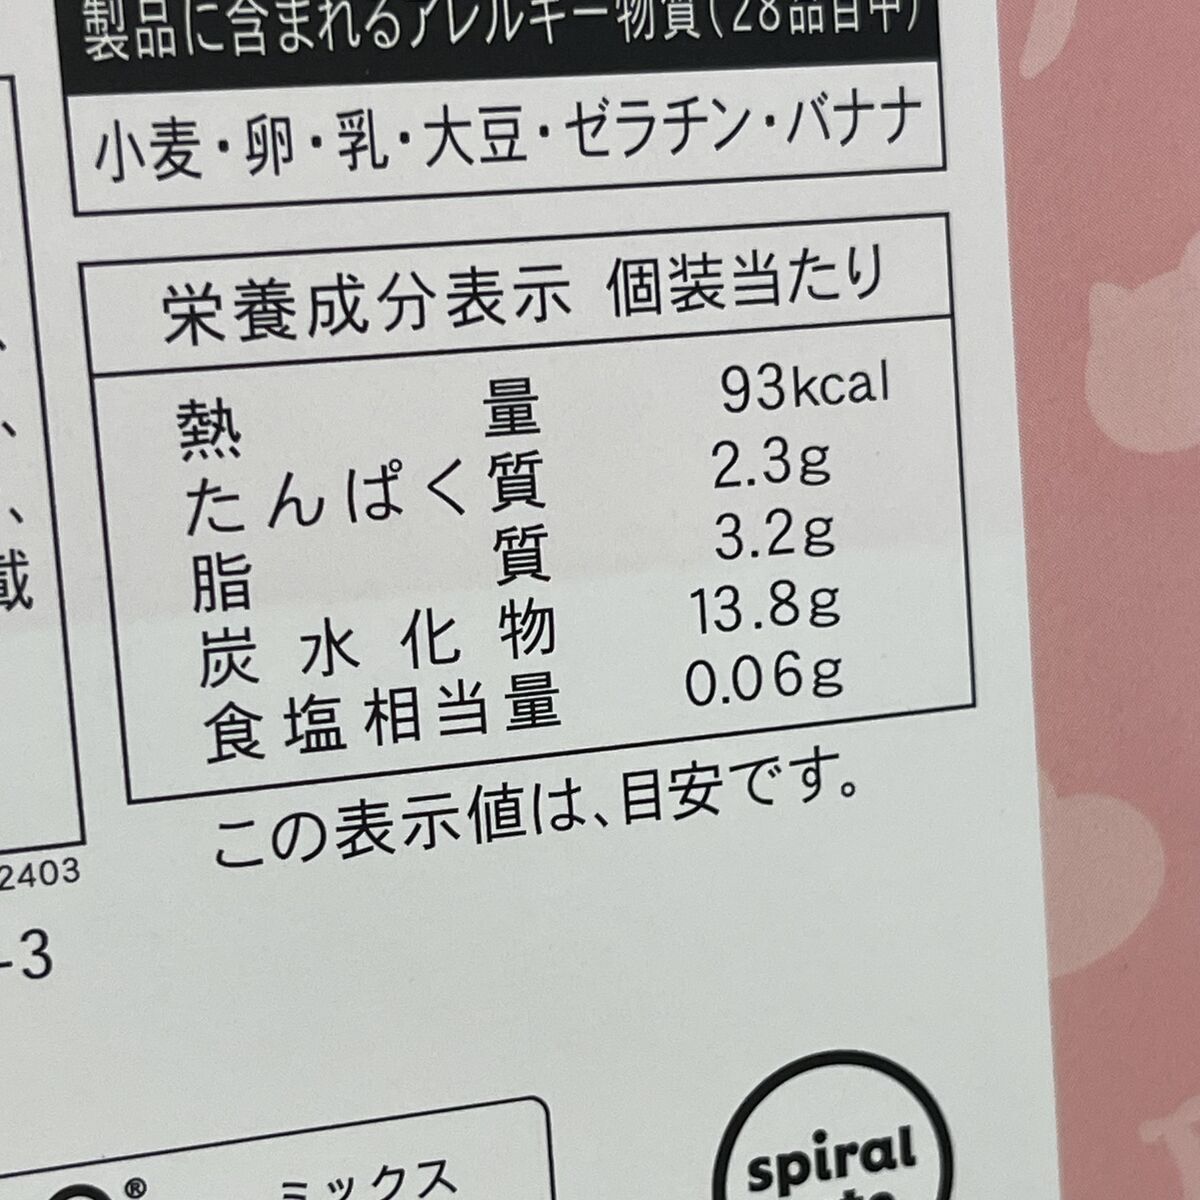 製品に含まれるアレルギー物質(28品目中)
小麦・卵・乳・大豆・ゼラチン・バナナ
栄養成分表示 個装当たり
熱量 93kcal
たんぱく質 2.3g
脂質 3.2g
炭水化物 13.8g
食塩相当量 0.06g
この表示値は、目安です。
載
2403
-3
®
ミックス
spiral